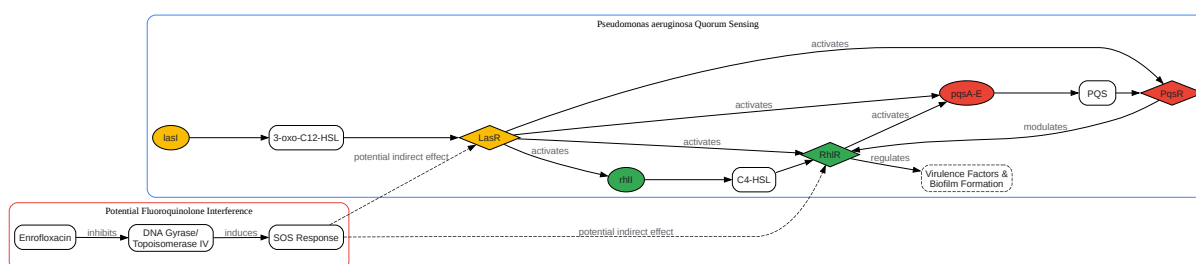 Pseudomonas aeruginosa Quorum Sensing
activates
pqsA-E
PQS
PqsR
activates
activates
modulates
lasI
3-oxo-C12-HSL
LasR
activates
RhlR
potential indirect effect
activates
regulates
rhlI
C4-HSL
Virulence Factors &
Biofilm Formation
Potential Fluoroquinolone Interference
Enrofloxacin
inhibits
DNA Gyrase/
Topoisomerase IV
induces
SOS Response
potential indirect effect